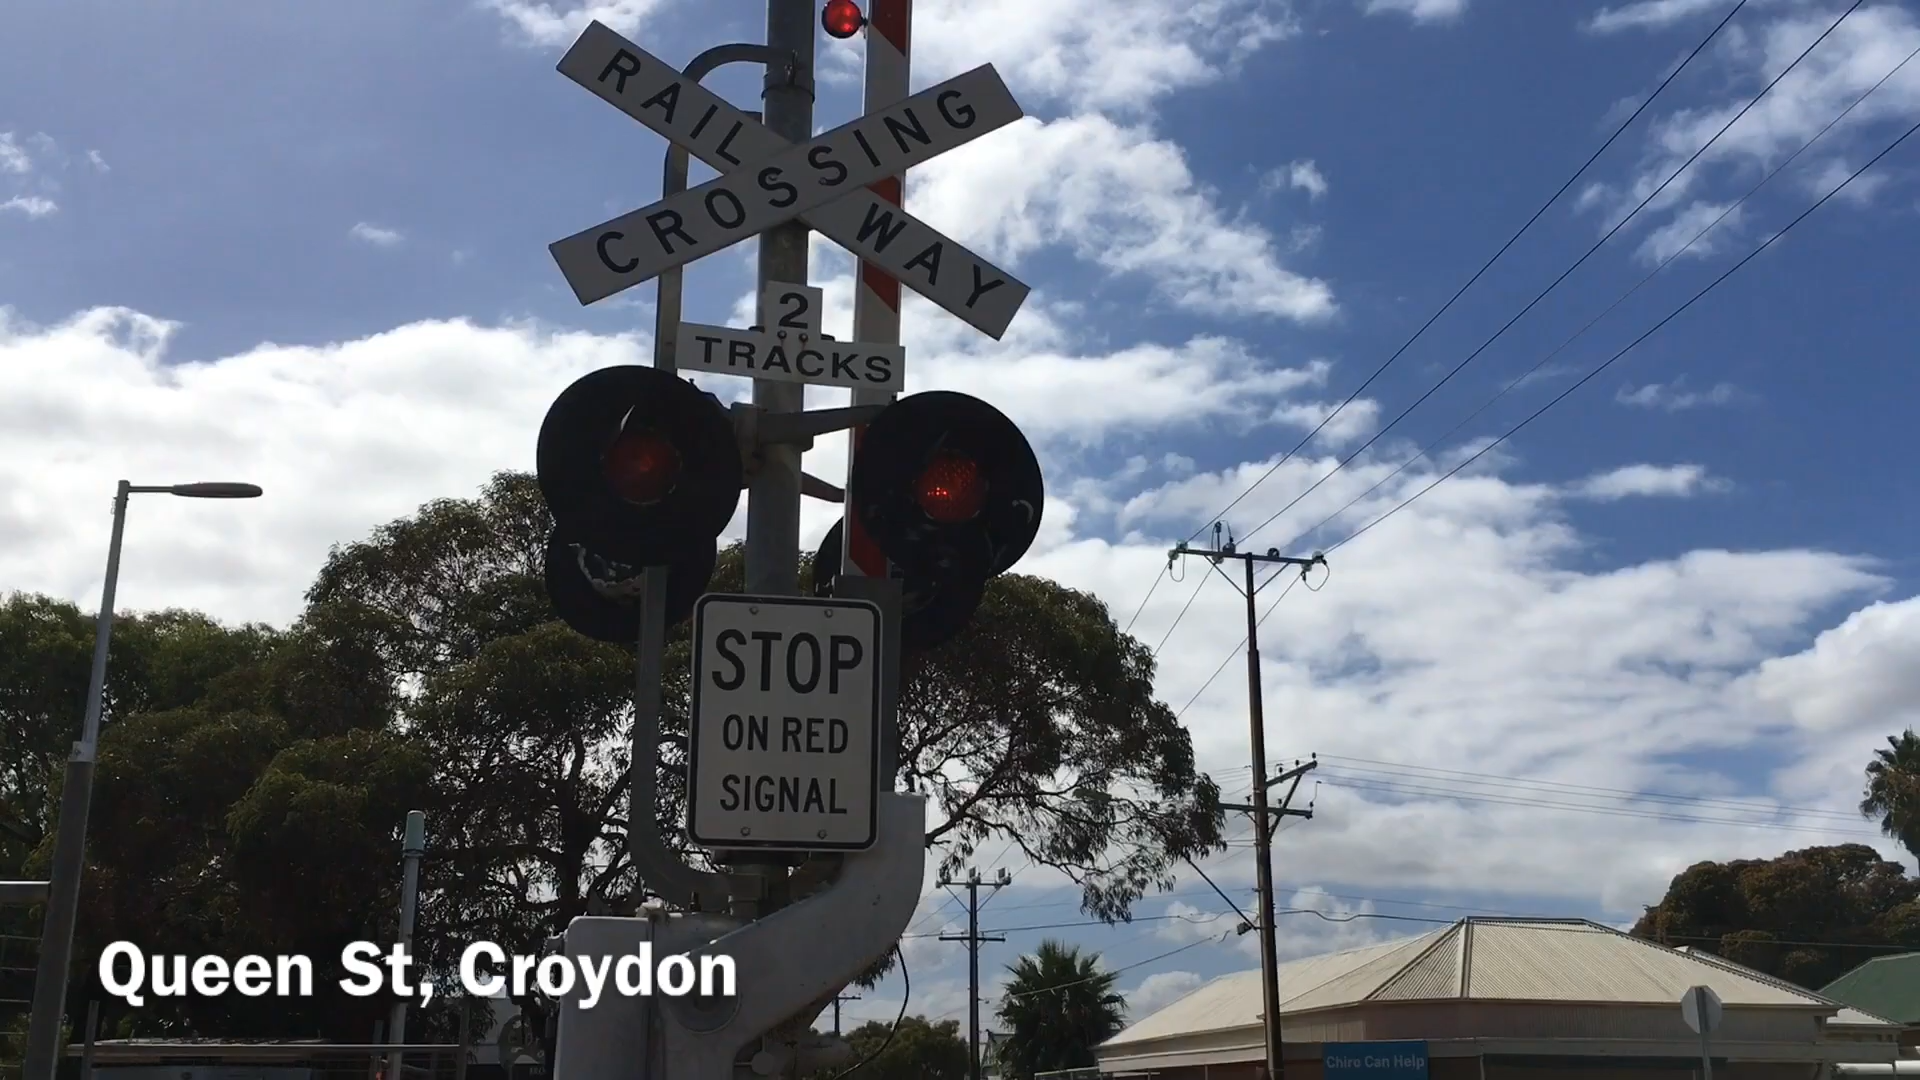 RAILWAY
CROSSING
2
TRACKS
STOP
ON RED
SIGNAL
Queen St, Croydon
Chiro Can Help